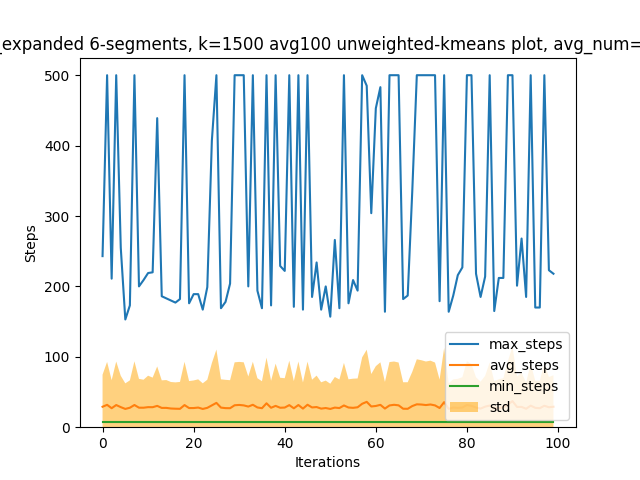 _expanded 6-segments, k=1500 avg100 unweighted-kmeans plot, avg_num=
500
400
300
200
100
0
Steps
0 20 40 60 80 100
Iterations
max_steps
avg_steps
min_steps
std